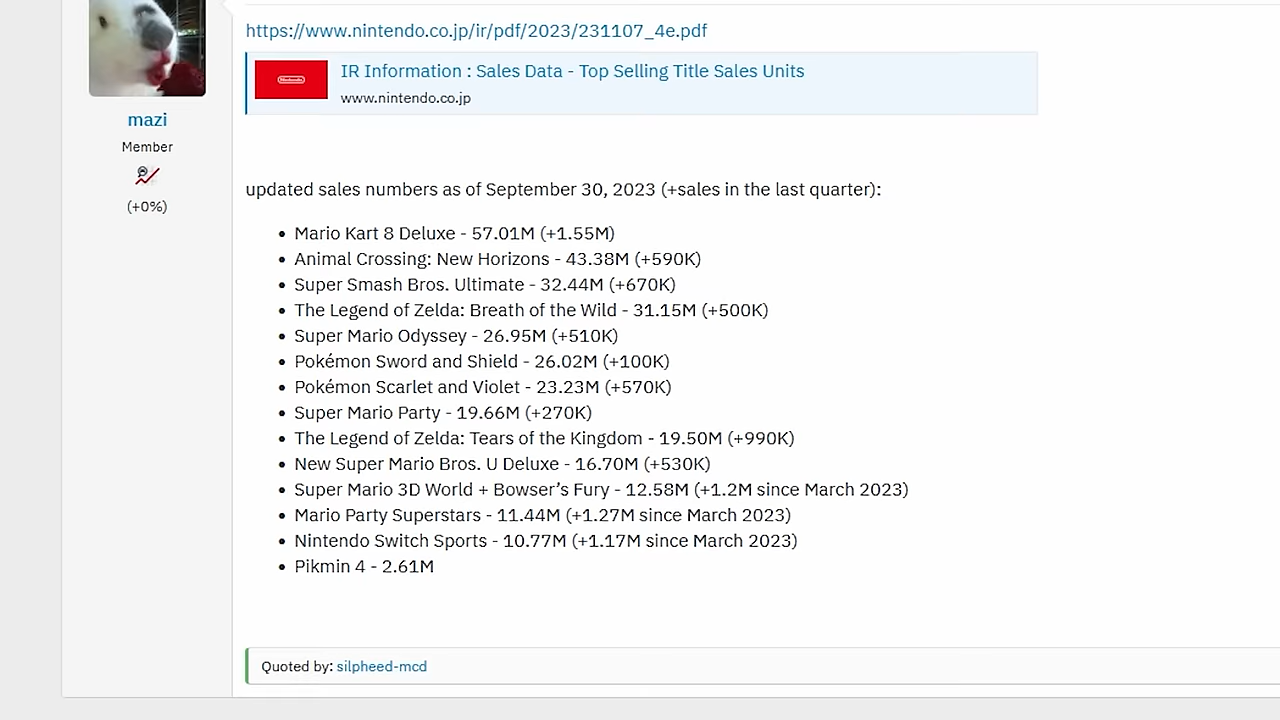 https://www.nintendo.co.jp/ir/pdf/2023/231107_4e.pdf
IR Information : Sales Data - Top Selling Title Sales Units
www.nintendo.co.jp
mazi
Member
(+0%)
updated sales numbers as of September 30, 2023 (+sales in the last quarter):
• Mario Kart 8 Deluxe - 57.01M (+1.55M)
• Animal Crossing: New Horizons - 43.38M (+590K)
• Super Smash Bros. Ultimate - 32.44M (+670K)
• The Legend of Zelda: Breath of the Wild - 31.15M (+500K)
• Super Mario Odyssey - 26.95M (+510K)
• Pokémon Sword and Shield - 26.02M (+100K)
• Pokémon Scarlet and Violet - 23.23M (+570K)
• Super Mario Party - 19.66M (+270K)
• The Legend of Zelda: Tears of the Kingdom - 19.50M (+990K)
• New Super Mario Bros. U Deluxe - 16.70M (+530K)
• Super Mario 3D World + Bowser’s Fury - 12.58M (+1.2M since March 2023)
• Mario Party Superstars - 11.44M (+1.27M since March 2023)
• Nintendo Switch Sports - 10.77M (+1.17M since March 2023)
• Pikmin 4 - 2.61M
Quoted by: silpheed-mcd